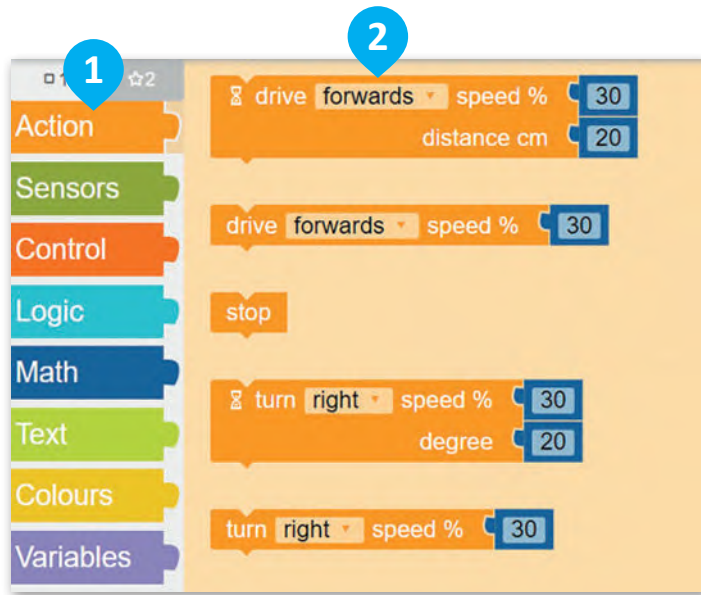 1
2
☆2
Action
Sensors
Control
Logic
Math
Text
Colours
Variables
drive forwards speed % 30
distance cm 20
drive forwards speed % 30
stop
turn right speed % 30
degree 20
turn right speed % 30